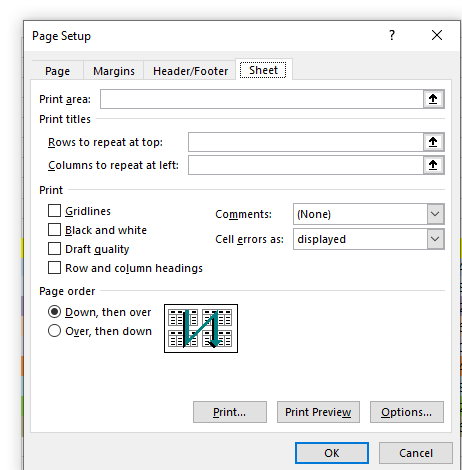 Page Setup ?
Page Margins Header/Footer Sheet
Print area:
Print titles
Rows to repeat at top:
Columns to repeat at left:
Print
Gridlines Comments: (None)
Black and white
Cell errors as: displayed
Draft quality
Row and column headings
Page order
Down, then over
Over, then down
Print... Print Preview Options...
OK Cancel